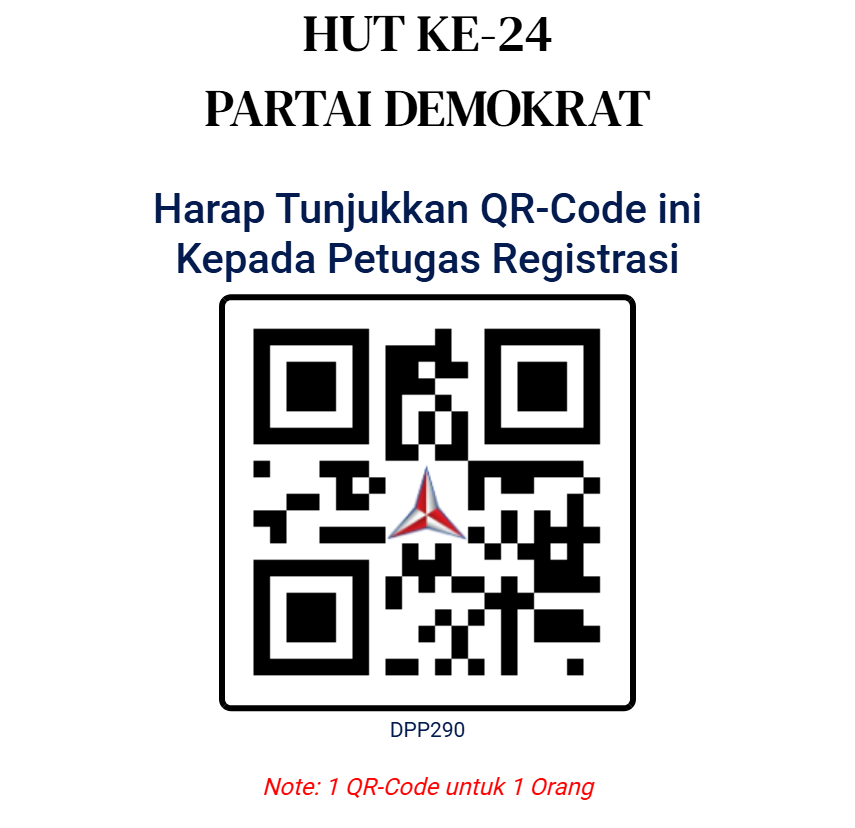 HUT KE-24
PARTAI DEMOKRAT
Harap Tunjukkan QR-Code ini
Kepada Petugas Registrasi
DPP290
Note: 1 QR-Code untuk 1 Orang